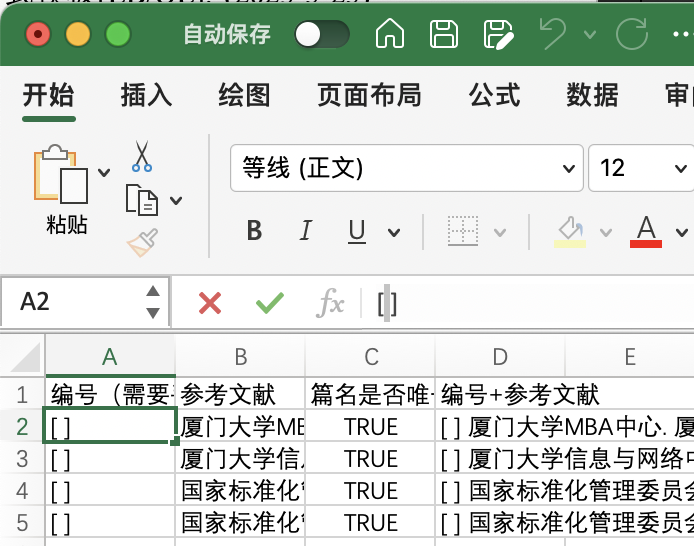 自动保存
开始 插入 绘图 页面布局 公式 数据
粘贴
等线 (正文) 12
B I U A
A2 fx []
A B C D E
1 编号（需要 参考文献 篇名是否唯一 编号+参考文献
2 [ ] 厦门大学MB TRUE [ ] 厦门大学MBA中心. 厦
3 [ ] 厦门大学信 TRUE [ ] 厦门大学信息与网络中
4 [ ] 国家标准化 TRUE [ ] 国家标准化管理委员会
5 [ ] 国家标准化 TRUE [ ] 国家标准化管理委员会